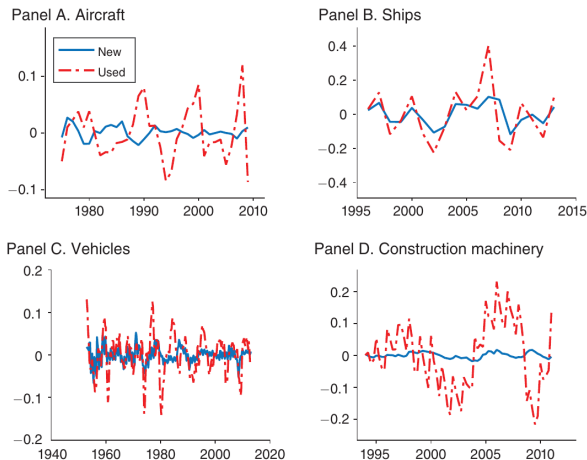 Panel A. Aircraft
New
Used
0.1
0
−0.1
1980 1990 2000 2010
Panel B. Ships
0.4
0.2
0
−0.2
−0.4
1995 2000 2005 2010 2015
Panel C. Vehicles
0.2
0.1
0
−0.1
−0.2
1940 1960 1980 2000 2020
Panel D. Construction machinery
0.2
0.1
0
−0.1
−0.2
1995 2000 2005 2010